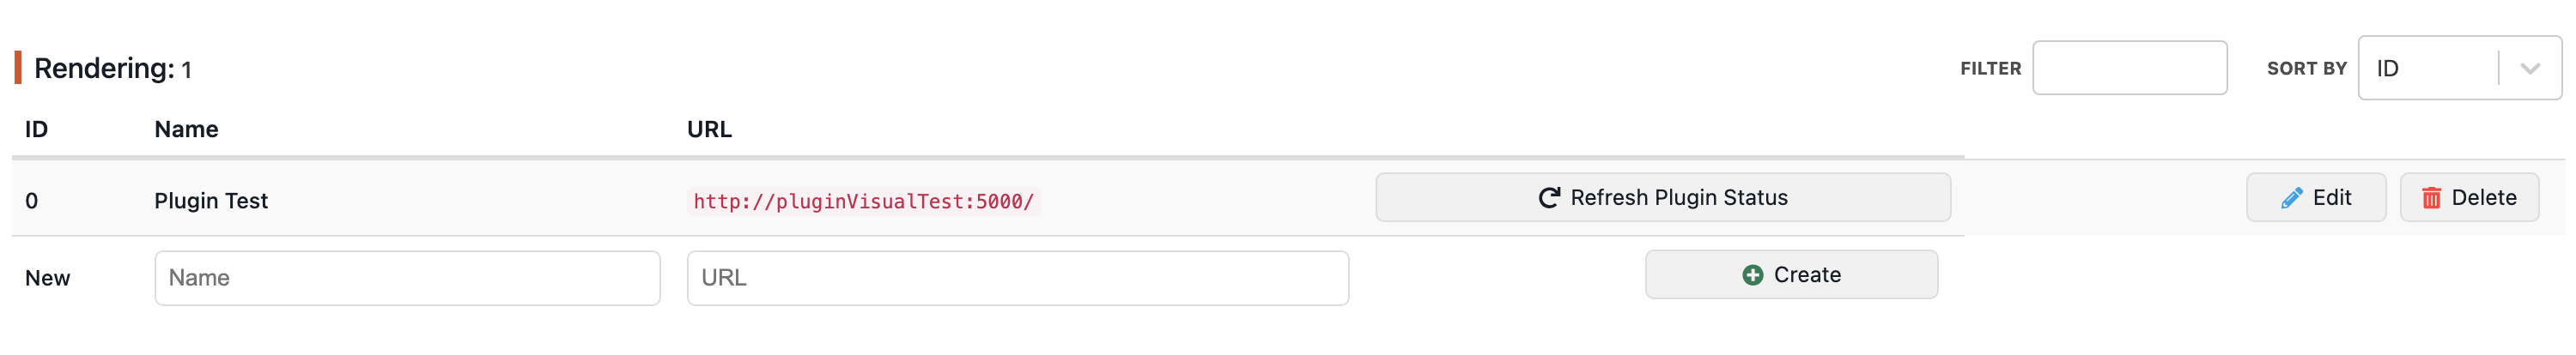 Rendering: 1 FILTER SORT BY ID
ID Name URL
0 Plugin Test http://pluginVisualTest:5000/ Refresh Plugin Status Edit Delete
New Name URL Create